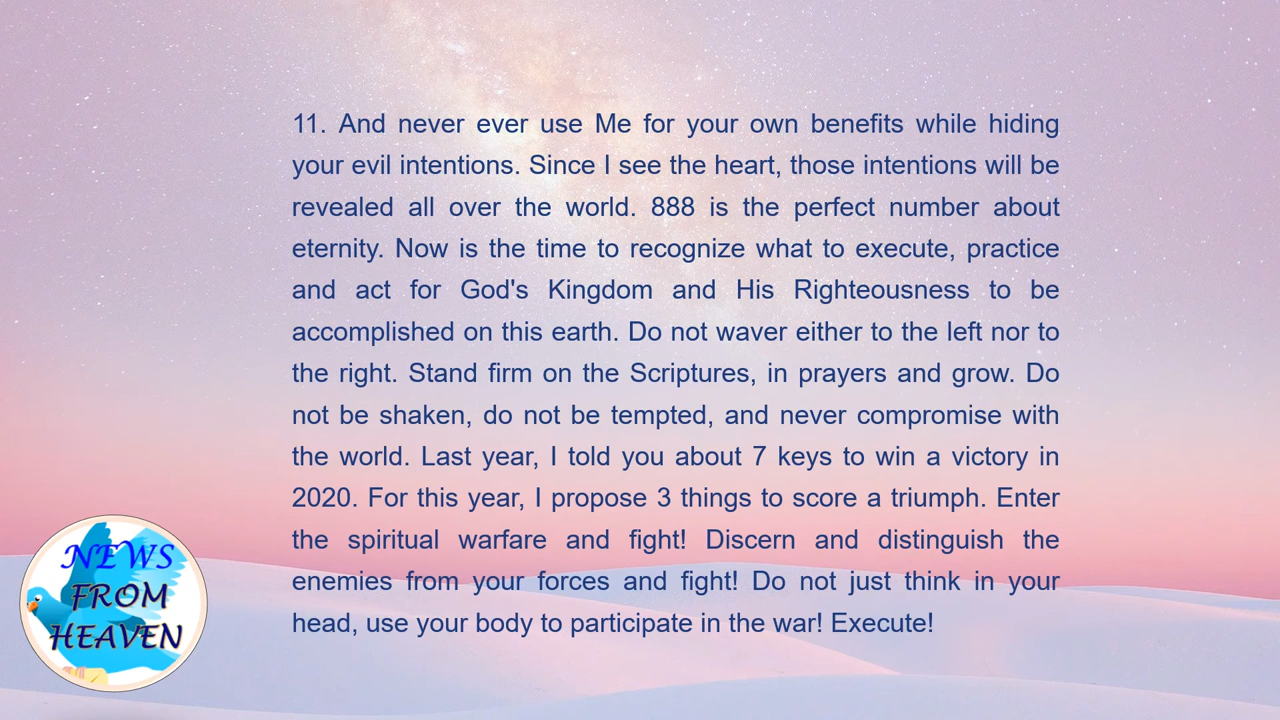 11. And never ever use Me for your own benefits while hiding
your evil intentions. Since I see the heart, those intentions will be
revealed all over the world. 888 is the perfect number about
eternity. Now is the time to recognize what to execute, practice
and act for God's Kingdom and His Righteousness to be
accomplished on this earth. Do not waver either to the left nor to
the right. Stand firm on the Scriptures, in prayers and grow. Do
not be shaken, do not be tempted, and never compromise with
the world. Last year, I told you about 7 keys to win a victory in
2020. For this year, I propose 3 things to score a triumph. Enter
the spiritual warfare and fight! Discern and distinguish the
enemies from your forces and fight! Do not just think in your
head, use your body to participate in the war! Execute!
NEWS
FROM
HEAVEN